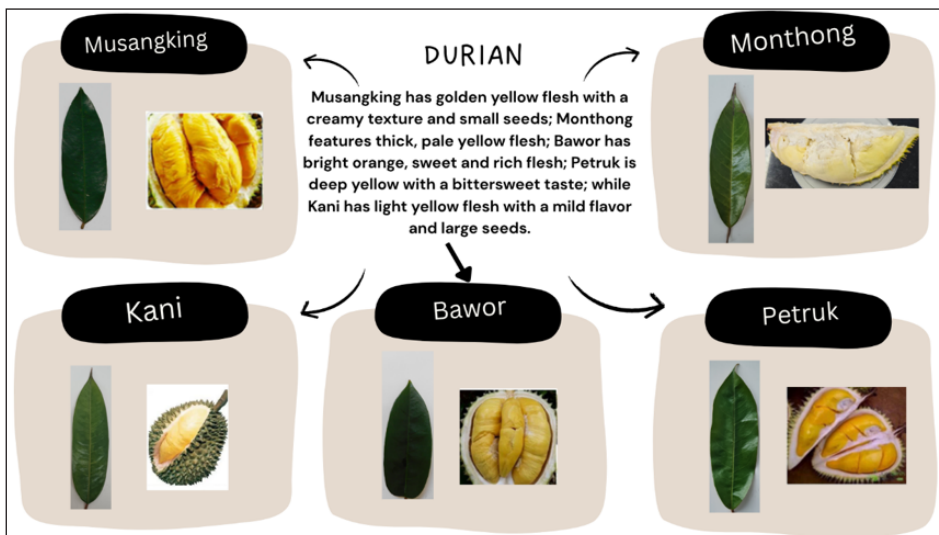 Musangking
DURIAN
Monthong
Musangking has golden yellow flesh with a
creamy texture and small seeds; Monthong
features thick, pale yellow flesh; Bawor has
bright orange, sweet and rich flesh; Petruk is
deep yellow with a bittersweet taste; while
Kani has light yellow flesh with a mild flavor
and large seeds.
Kani
Bawor
Petruk